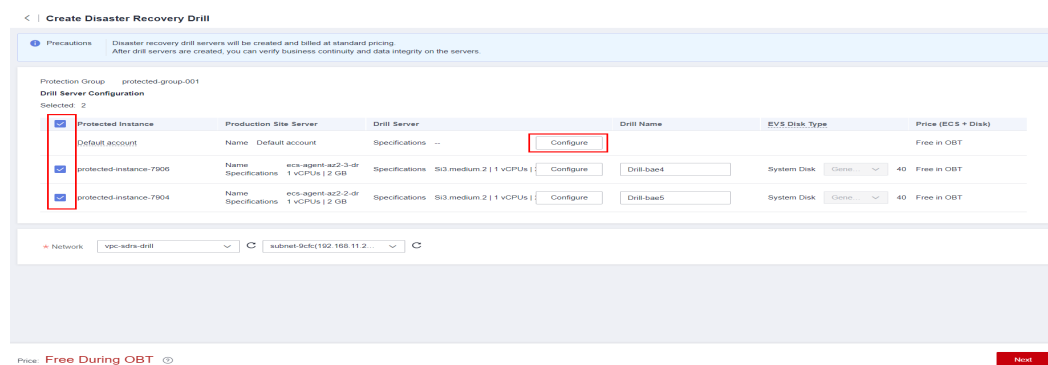 < | Create Disaster Recovery Drill
Precautions Disaster recovery drill servers will be created and billed at standard pricing.
After drill servers are created, you can verify business continuity and data integrity on the servers.
Protection Group protected-group-001
Drill Server Configuration
Selected: 2
Protected Instance Production Site Server Drill Server Drill Name EVS Disk Type Price (ECS + Disk)
Default account Name Default account Specifications -- Configure Free in OBT
protected-instance-7906 Name ecs-agent-az2-3-dr Specifications Si3.medium.2 | 1 vCPUs | Configure Drill-bae4 System Disk Gene... 40 Free in OBT
Specifications 1 vCPUs | 2 GB
protected-instance-7904 Name ecs-agent-az2-2-dr Specifications Si3.medium.2 | 1 vCPUs | Configure Drill-bae5 System Disk Gene... 40 Free in OBT
Specifications 1 vCPUs | 2 GB
* Network vpc-sdrs-drill subnet-9cfc(192.168.11.2...
Price: Free During OBT ?
Next